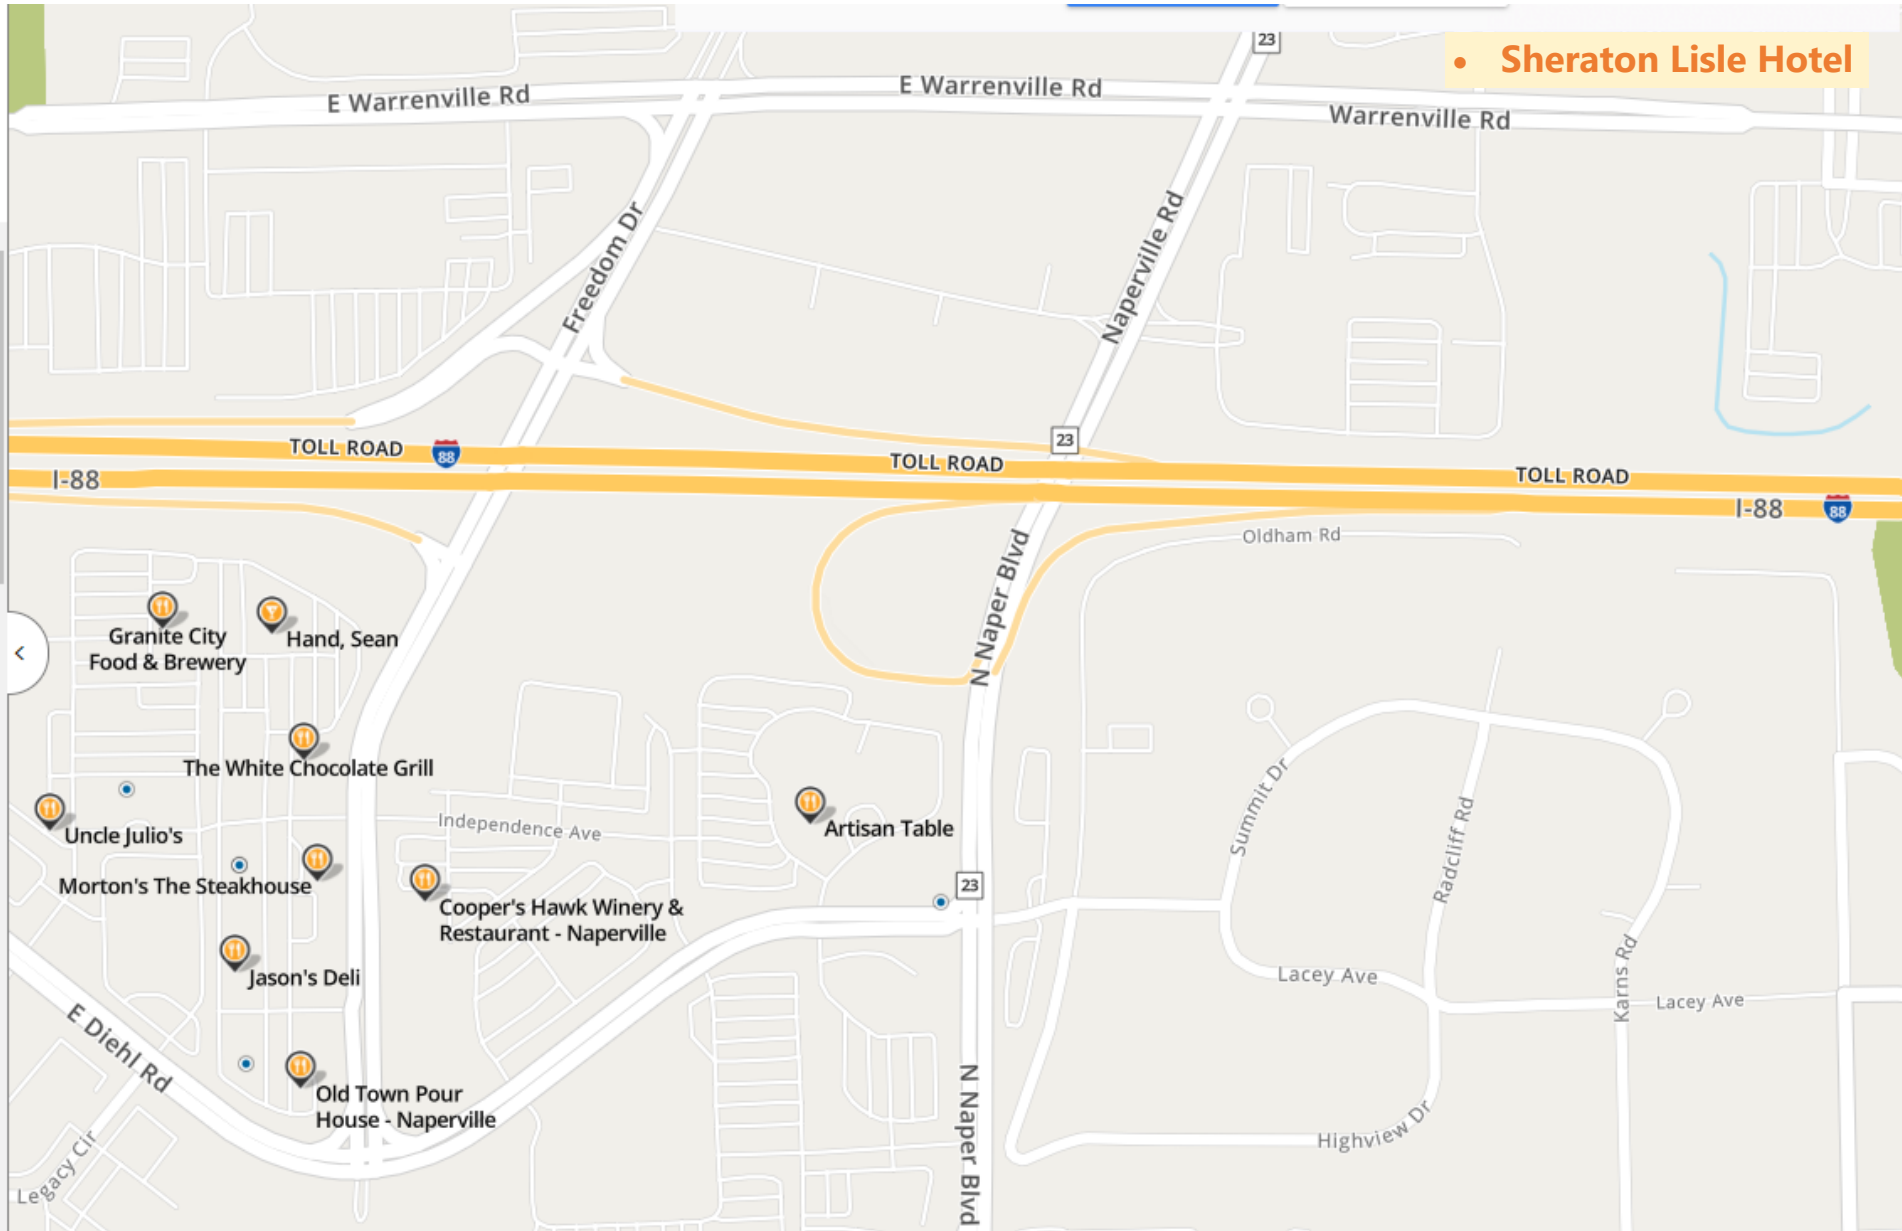 23
• Sheraton Lisle Hotel
E Warrenville Rd
E Warrenville Rd
Warrenville Rd
Freedom Dr
Naperville Rd
23
TOLL ROAD
88
TOLL ROAD
TOLL ROAD
I-88
I-88
88
Oldham Rd
N Naper Blvd
Granite City
Food & Brewery
Hand, Sean
The White Chocolate Grill
Uncle Julio's
Independence Ave
Artisan Table
Summit Dr
Radcliff Rd
Morton's The Steakhouse
23
Cooper's Hawk Winery &
Restaurant - Naperville
Jason's Deli
Lacey Ave
Karns Rd
Lacey Ave
E Diehl Rd
Old Town Pour
House - Naperville
N Naper Blvd
Highview Dr
Legacy Cir